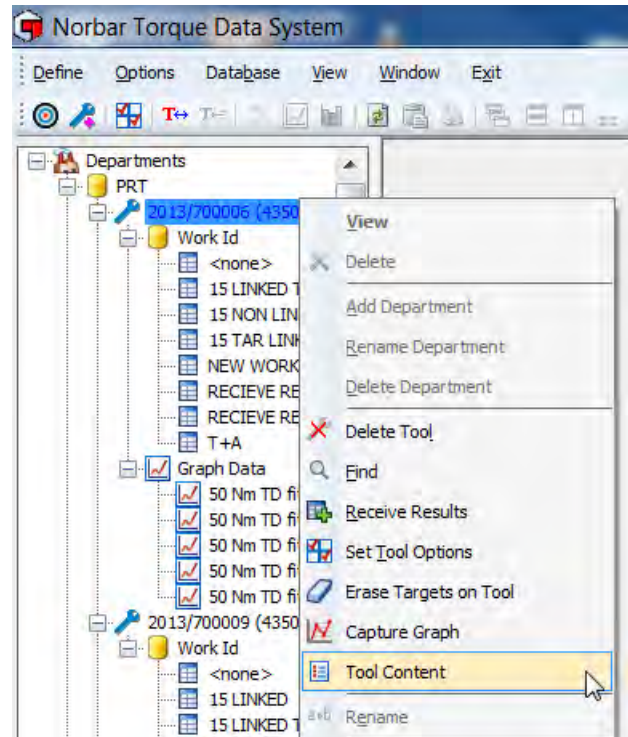 Norbar Torque Data System
Define Options Database View Window Exit
Departments
PRT
2013/700006 (4350
Work Id
<none>
15 LINKED T
15 NON LIN
15 TAR LINK
NEW WORK
RECIEVE RE
RECIEVE RE
T+A
Graph Data
50 Nm TD fi
50 Nm TD fi
50 Nm TD fi
50 Nm TD fi
50 Nm TD fi
2013/700009 (4350
Work Id
<none>
15 LINKED
15 LINKED T
View
Delete
Add Department
Rename Department
Delete Department
Delete Tool
Find
Receive Results
Set Tool Options
Erase Targets on Tool
Capture Graph
Tool Content
Rename